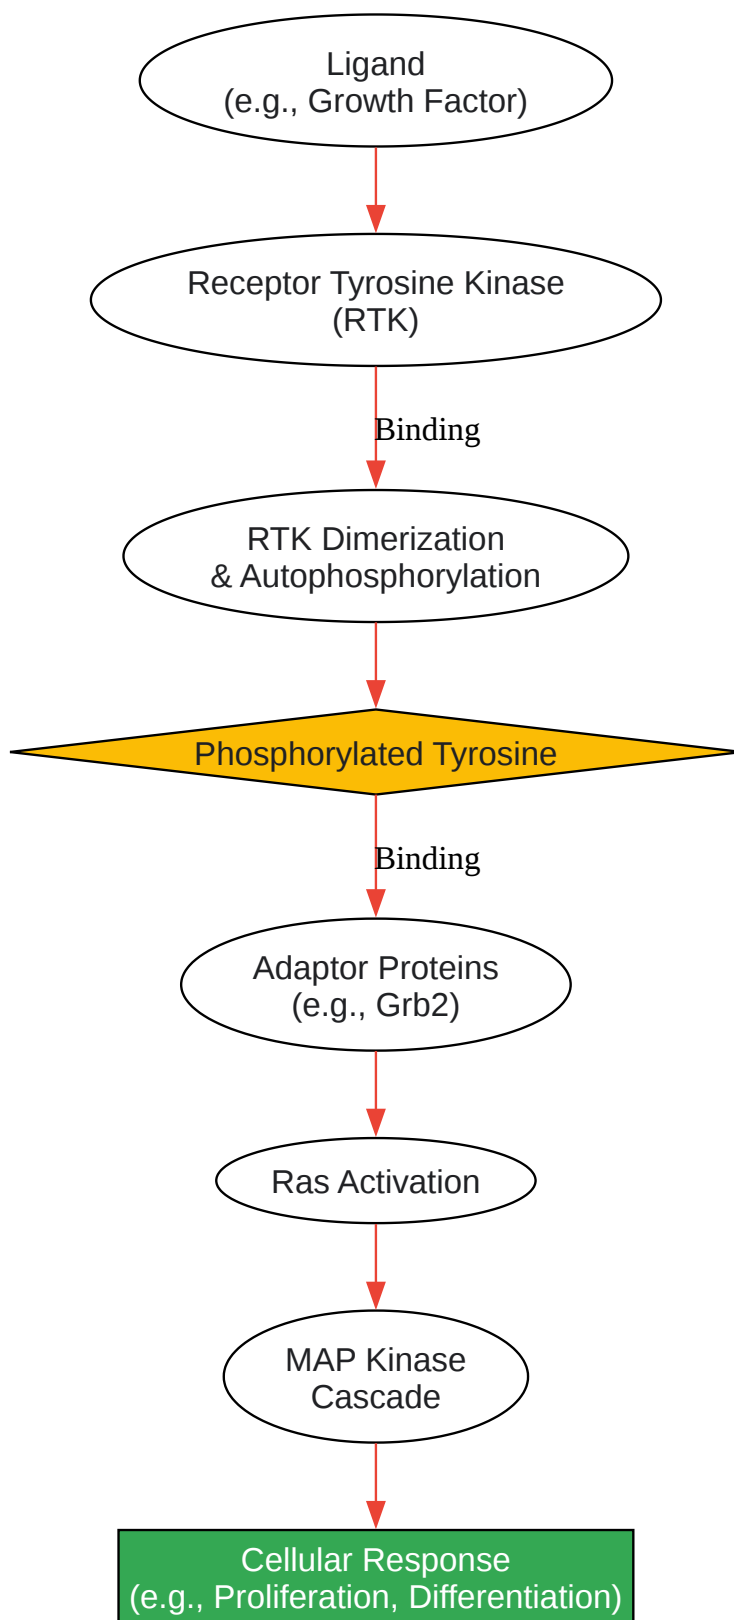 Ligand
(e.g., Growth Factor)
Receptor Tyrosine Kinase
(RTK)
Binding
RTK Dimerization
& Autophosphorylation
Phosphorylated Tyrosine
Binding
Adaptor Proteins
(e.g., Grb2)
Ras Activation
MAP Kinase
Cascade
Cellular Response
(e.g., Proliferation, Differentiation)